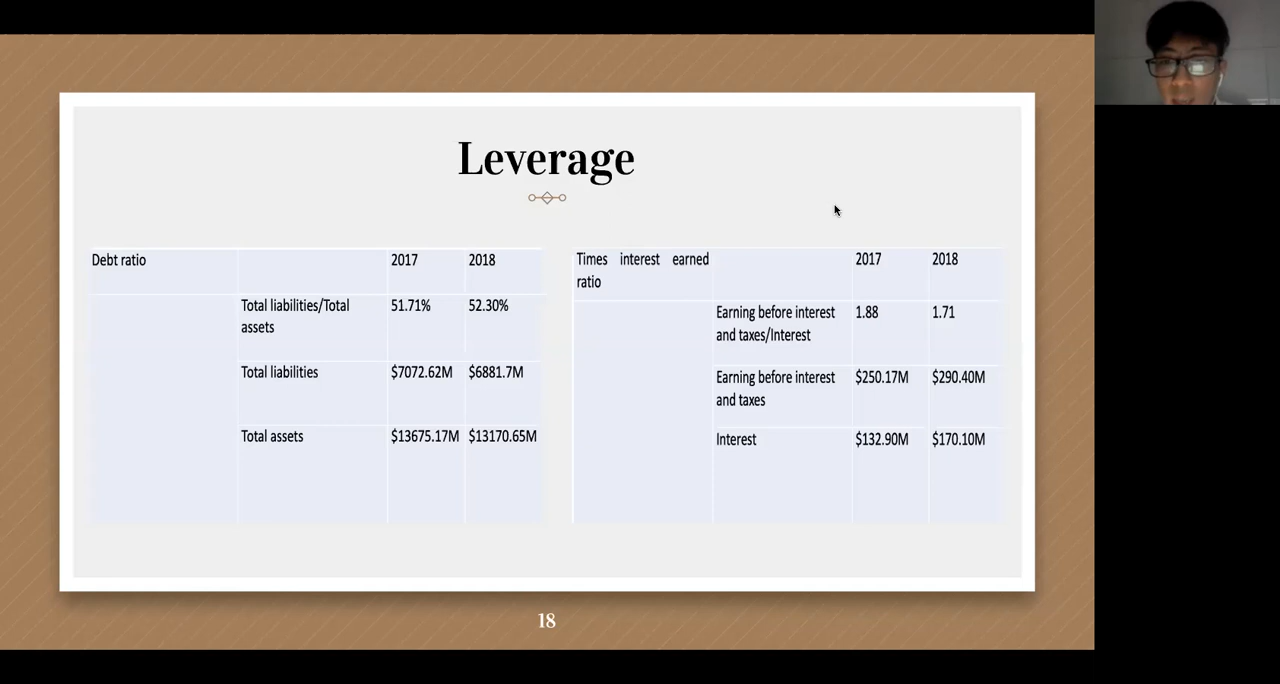 Leverage
Debt ratio 2017 2018
Total liabilities/Total
assets 51.71% 52.30%
Total liabilities $7072.62M $6881.7M
Total assets $13675.17M $13170.65M
Times interest earned
ratio 2017 2018
Earning before interest
and taxes/Interest 1.88 1.71
Earning before interest
and taxes $250.17M $290.40M
Interest $132.90M $170.10M
18